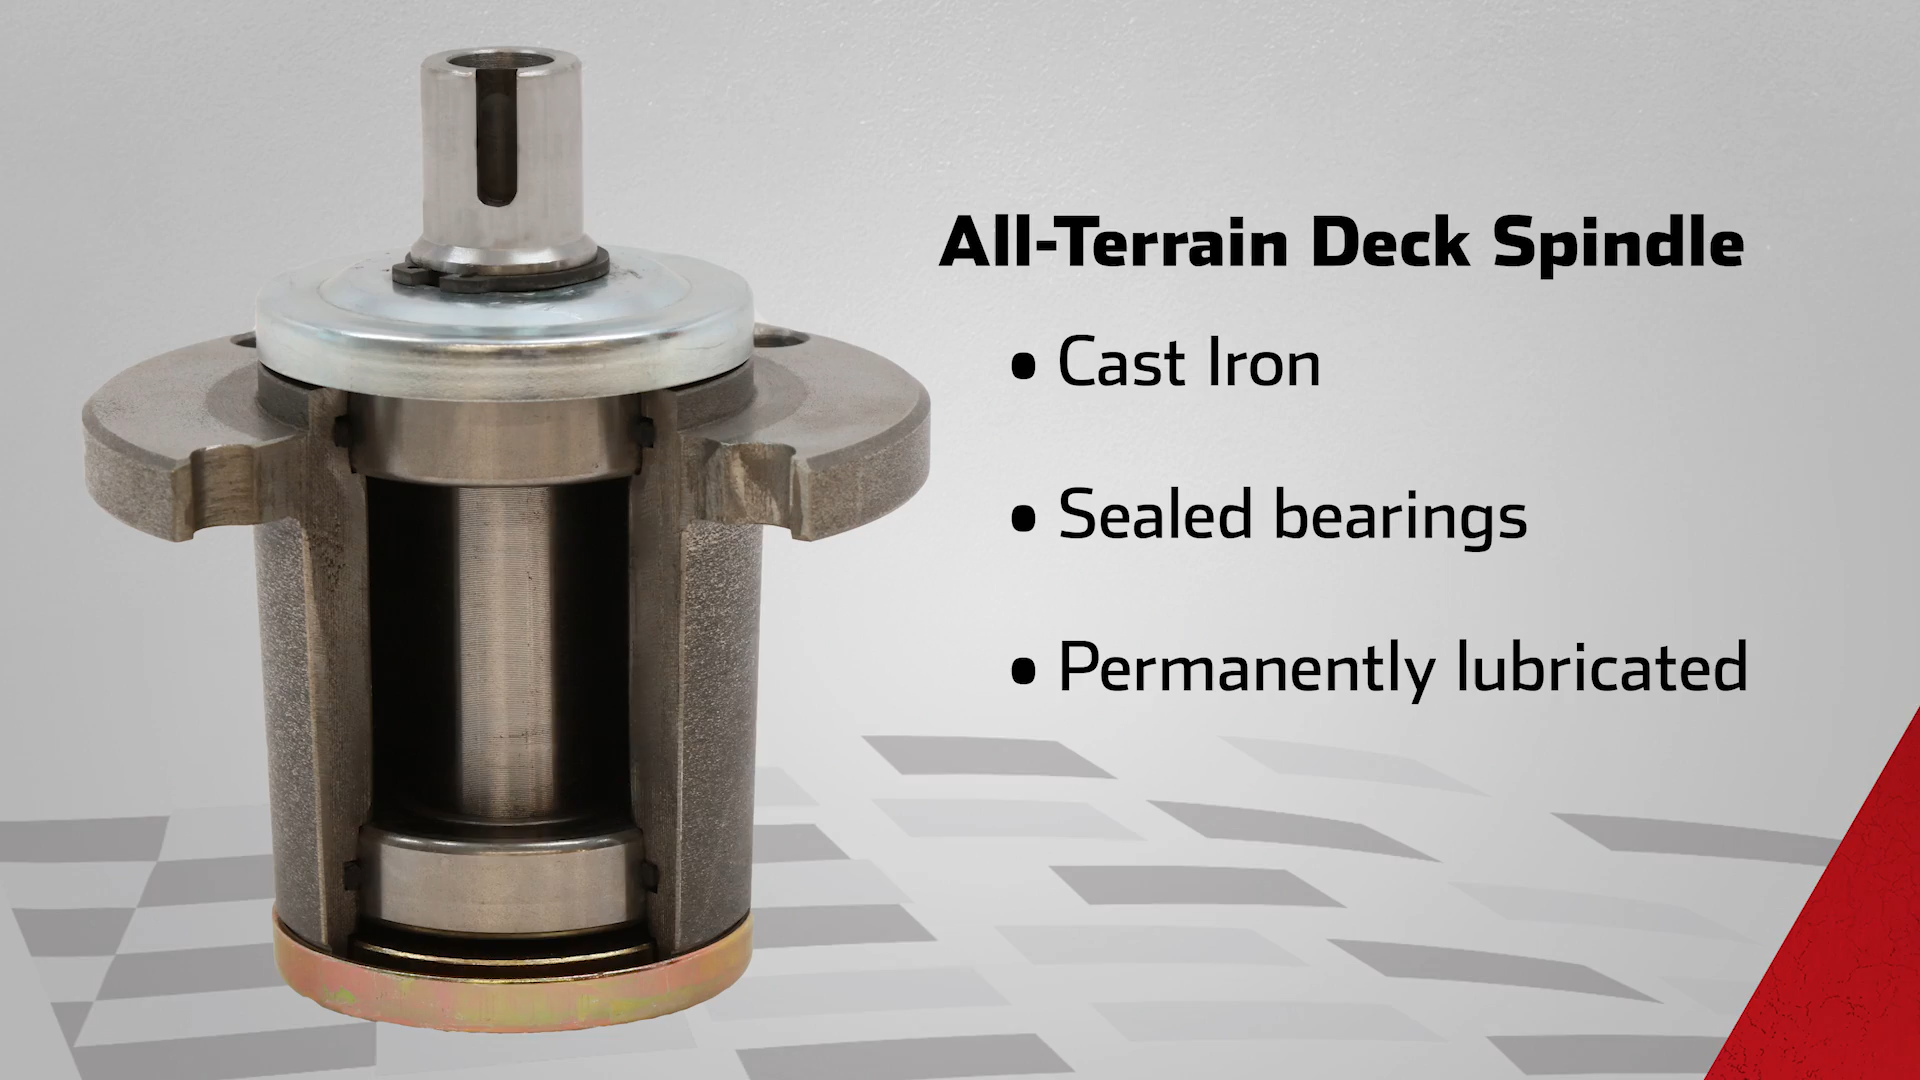 All-Terrain Deck Spindle
• Cast Iron
• Sealed bearings
• Permanently lubricated